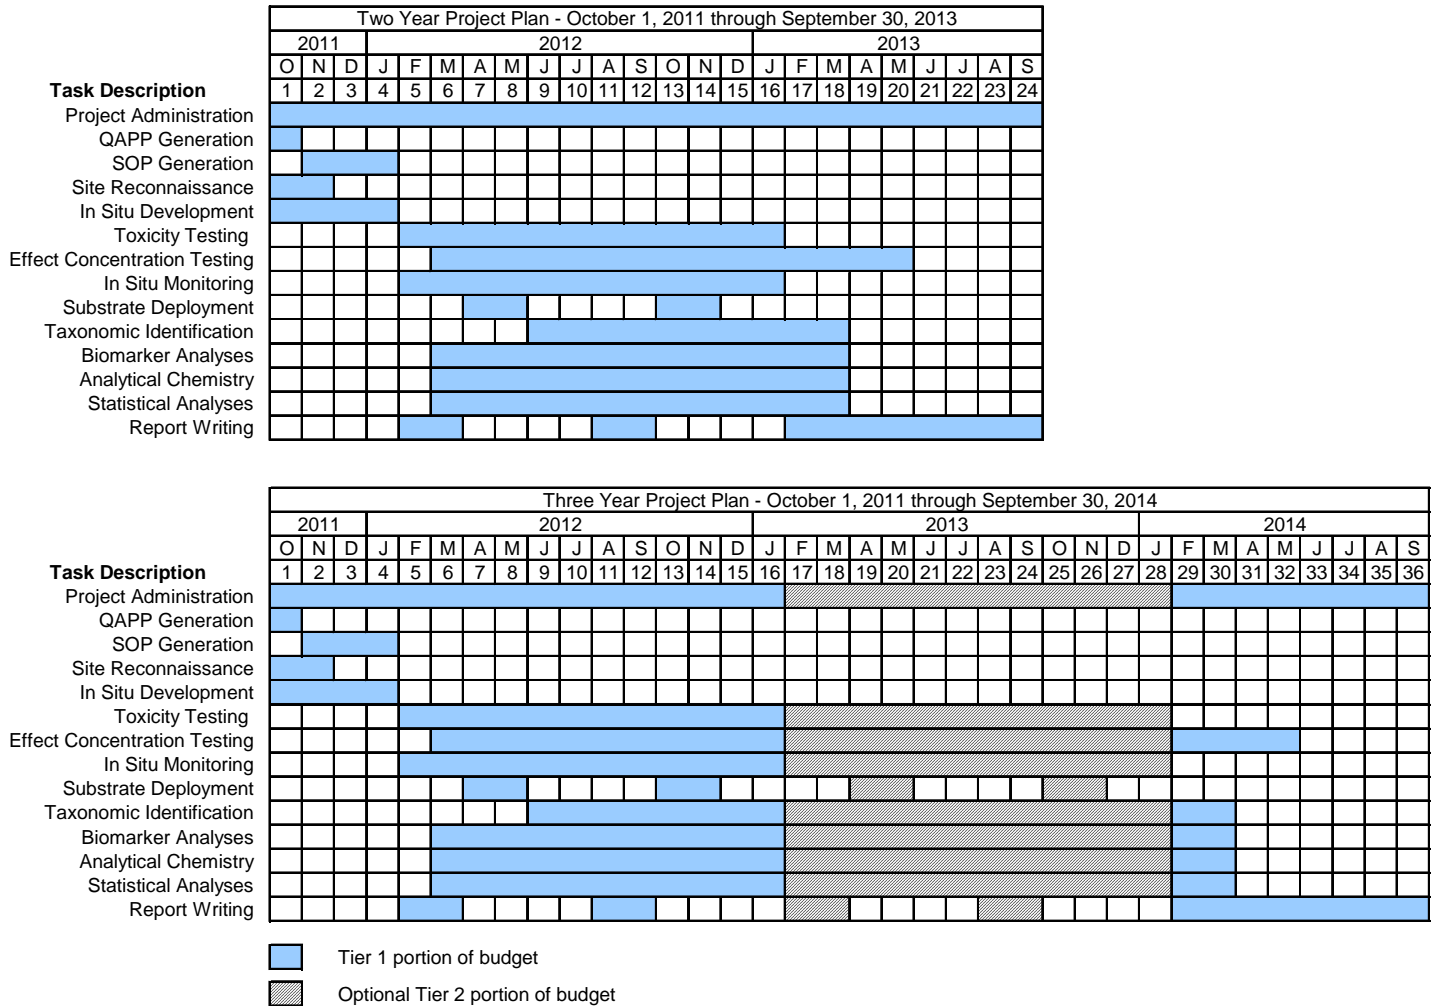 Two Year Project Plan - October 1, 2011 through September 30, 2013
2011 2012 2013
O N D J F M A M J J A S O N D J F M A M J J A S
Task Description 1 2 3 4 5 6 7 8 9 10 11 12 13 14 15 16 17 18 19 20 21 22 23 24
Project Administration
QAPP Generation
SOP Generation
Site Reconnaissance
In Situ Development
Toxicity Testing
Effect Concentration Testing
In Situ Monitoring
Substrate Deployment
Taxonomic Identification
Biomarker Analyses
Analytical Chemistry
Statistical Analyses
Report Writing
Three Year Project Plan - October 1, 2011 through September 30, 2014
2011 2012 2013 2014
O N D J F M A M J J A S O N D J F M A M J J A S O N D J F M A M J J A S
Task Description 1 2 3 4 5 6 7 8 9 10 11 12 13 14 15 16 17 18 19 20 21 22 23 24 25 26 27 28 29 30 31 32 33 34 35 36
Project Administration
QAPP Generation
SOP Generation
Site Reconnaissance
In Situ Development
Toxicity Testing
Effect Concentration Testing
In Situ Monitoring
Substrate Deployment
Taxonomic Identification
Biomarker Analyses
Analytical Chemistry
Statistical Analyses
Report Writing
Tier 1 portion of budget
Optional Tier 2 portion of budget